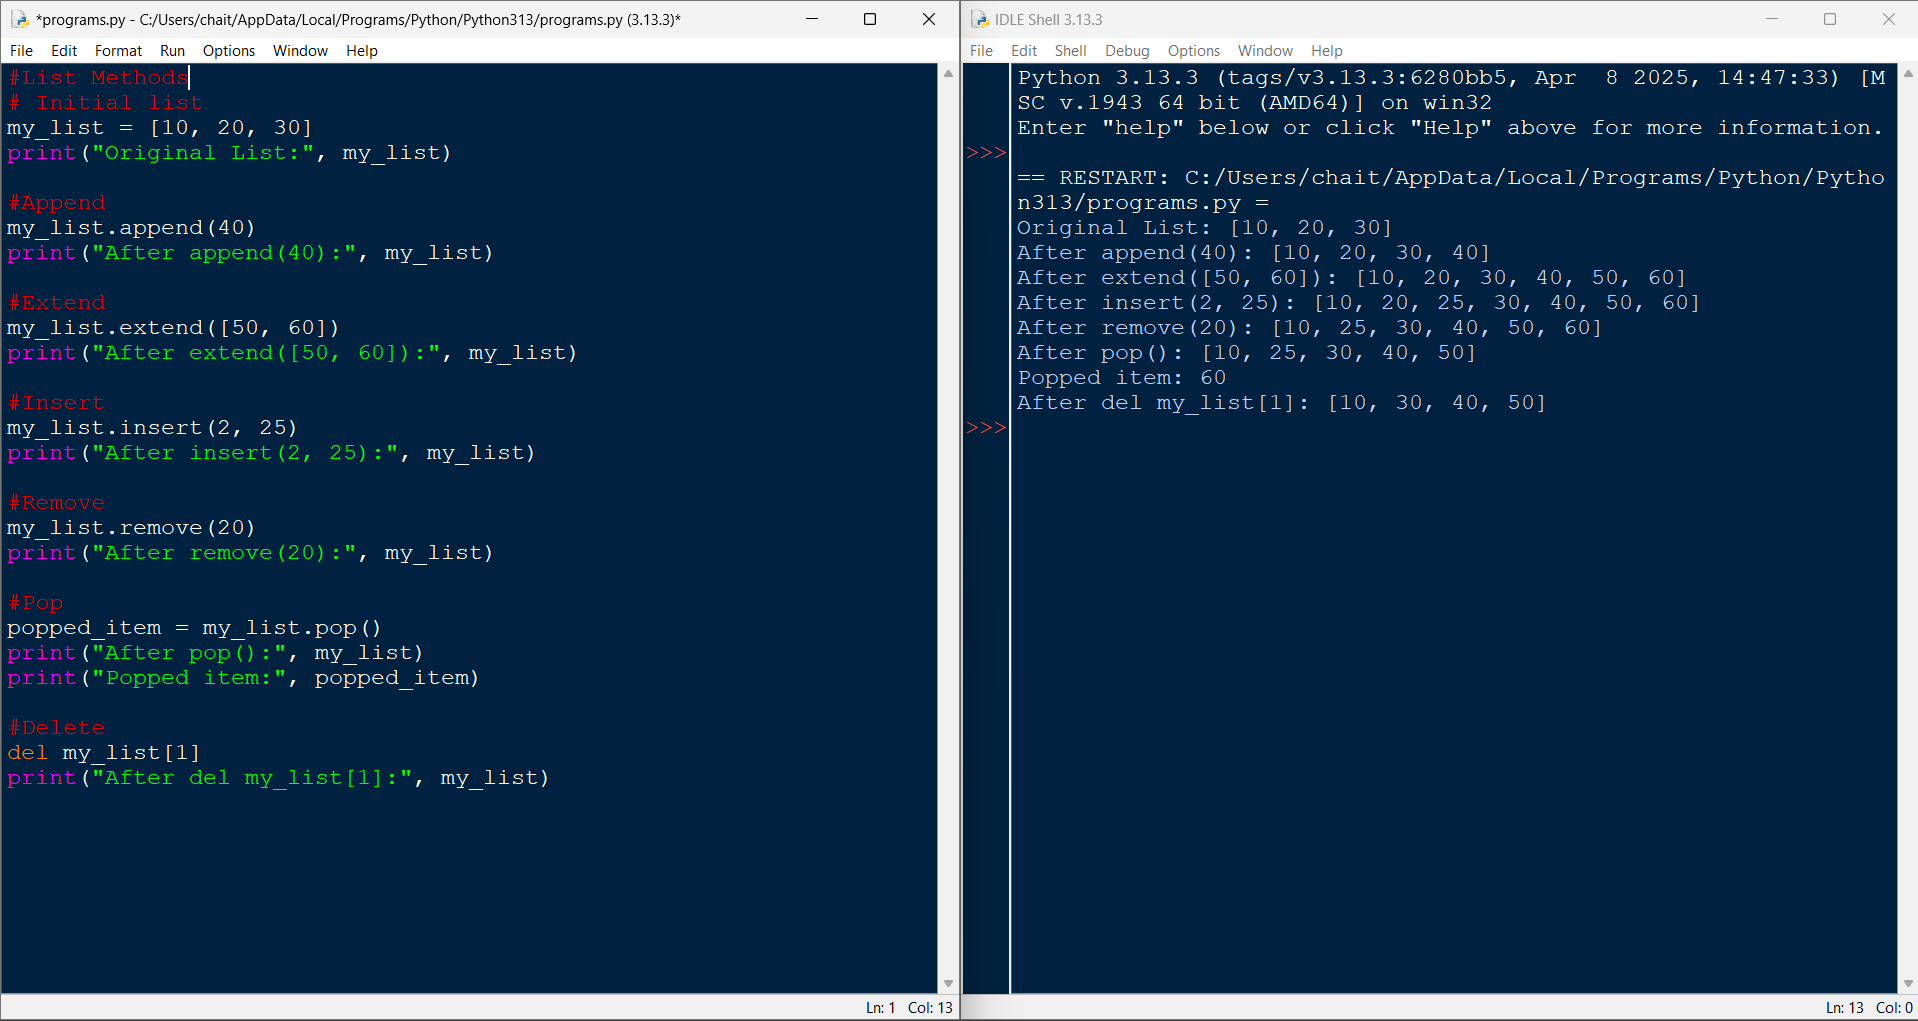 *programs.py - C:/Users/chait/AppData/Local/Programs/Python/Python313/programs.py (3.13.3)*
File Edit Format Run Options Window Help
#List Methods
# Initial list
my_list = [10, 20, 30]
print("Original List:", my_list)

#Append
my_list.append(40)
print("After append(40):", my_list)

#Extend
my_list.extend([50, 60])
print("After extend([50, 60]):", my_list)

#Insert
my_list.insert(2, 25)
print("After insert(2, 25):", my_list)

#Remove
my_list.remove(20)
print("After remove(20):", my_list)

#Pop
popped_item = my_list.pop()
print("After pop():", my_list)
print("Popped item:", popped_item)

#Delete
del my_list[1]
print("After del my_list[1]:", my_list)
Ln: 1 Col: 13
IDLE Shell 3.13.3
File Edit Shell Debug Options Window Help
Python 3.13.3 (tags/v3.13.3:6280bb5, Apr  8 2025, 14:47:33) [M
SC v.1943 64 bit (AMD64)] on win32
Enter "help" below or click "Help" above for more information.
>>>
== RESTART: C:/Users/chait/AppData/Local/Programs/Python/Pytho
n313/programs.py =
Original List: [10, 20, 30]
After append(40): [10, 20, 30, 40]
After extend([50, 60]): [10, 20, 30, 40, 50, 60]
After insert(2, 25): [10, 20, 25, 30, 40, 50, 60]
After remove(20): [10, 25, 30, 40, 50, 60]
After pop(): [10, 25, 30, 40, 50]
Popped item: 60
After del my_list[1]: [10, 30, 40, 50]
>>>
Ln: 13 Col: 0